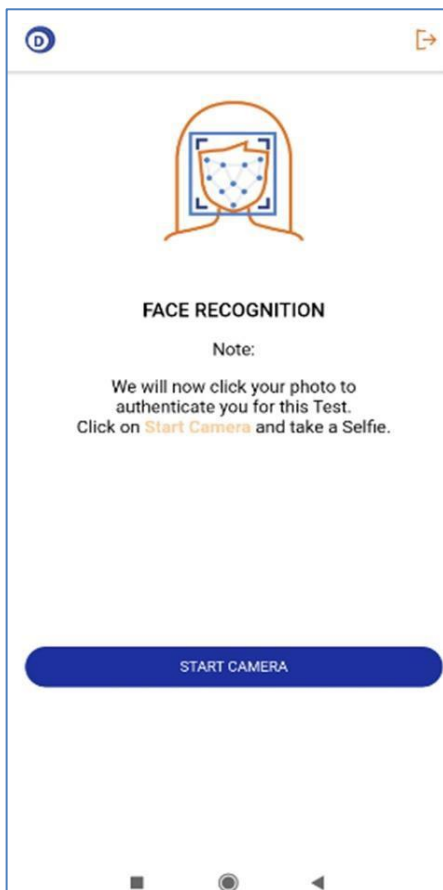 D
FACE RECOGNITION
Note:
We will now click your photo to
authenticate you for this Test.
Click on Start Camera and take a Selfie.
START CAMERA